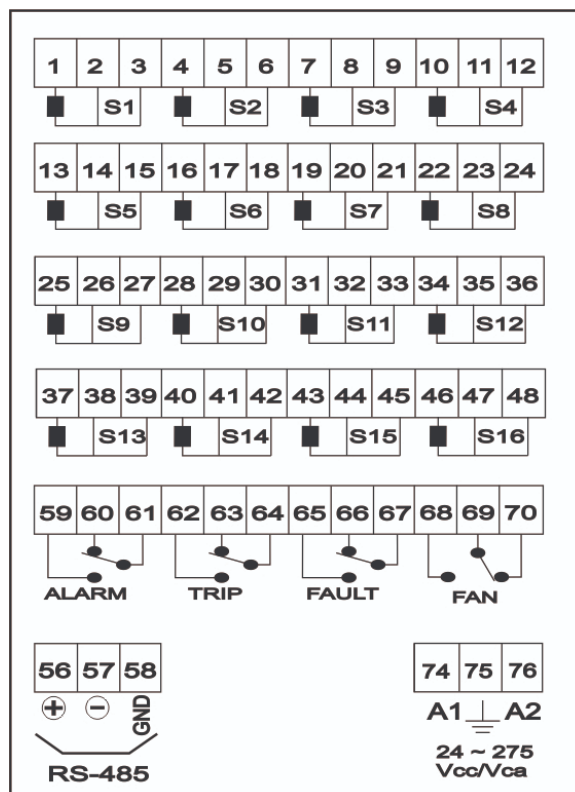 1 2 3 4 5 6 7 8 9 10 11 12
S1 S2 S3 S4
13 14 15 16 17 18 19 20 21 22 23 24
S5 S6 S7 S8
25 26 27 28 29 30 31 32 33 34 35 36
S9 S10 S11 S12
37 38 39 40 41 42 43 44 45 46 47 48
S13 S14 S15 S16
59 60 61 62 63 64 65 66 67 68 69 70
ALARM TRIP FAULT FAN
56 57 58 74 75 76
+ − GND A1 A2
RS-485
24 ~ 275
Vcc/Vca